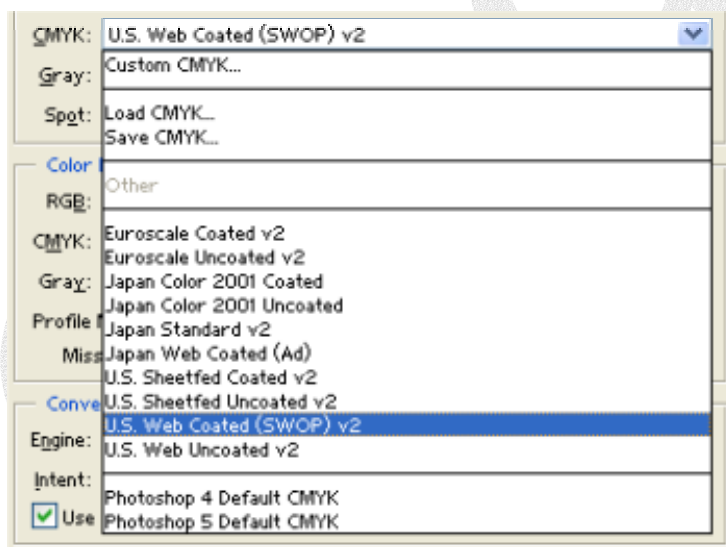 CMYK: U.S. Web Coated (SWOP) v2
Custom CMYK...
Gray:
Spot: Load CMYK...
Save CMYK...
Color
Other
RGB:
Euroscale Coated v2
CMYK:
Euroscale Uncoated v2
Gray: Japan Color 2001 Coated
Japan Color 2001 Uncoated
Profile
Japan Standard v2
Japan Web Coated (Ad)
U.S. Sheetfed Coated v2
U.S. Sheetfed Uncoated v2
U.S. Web Coated (SWOP) v2
Engine:
U.S. Web Uncoated v2
Intent:
Photoshop 4 Default CMYK
Use Photoshop 5 Default CMYK